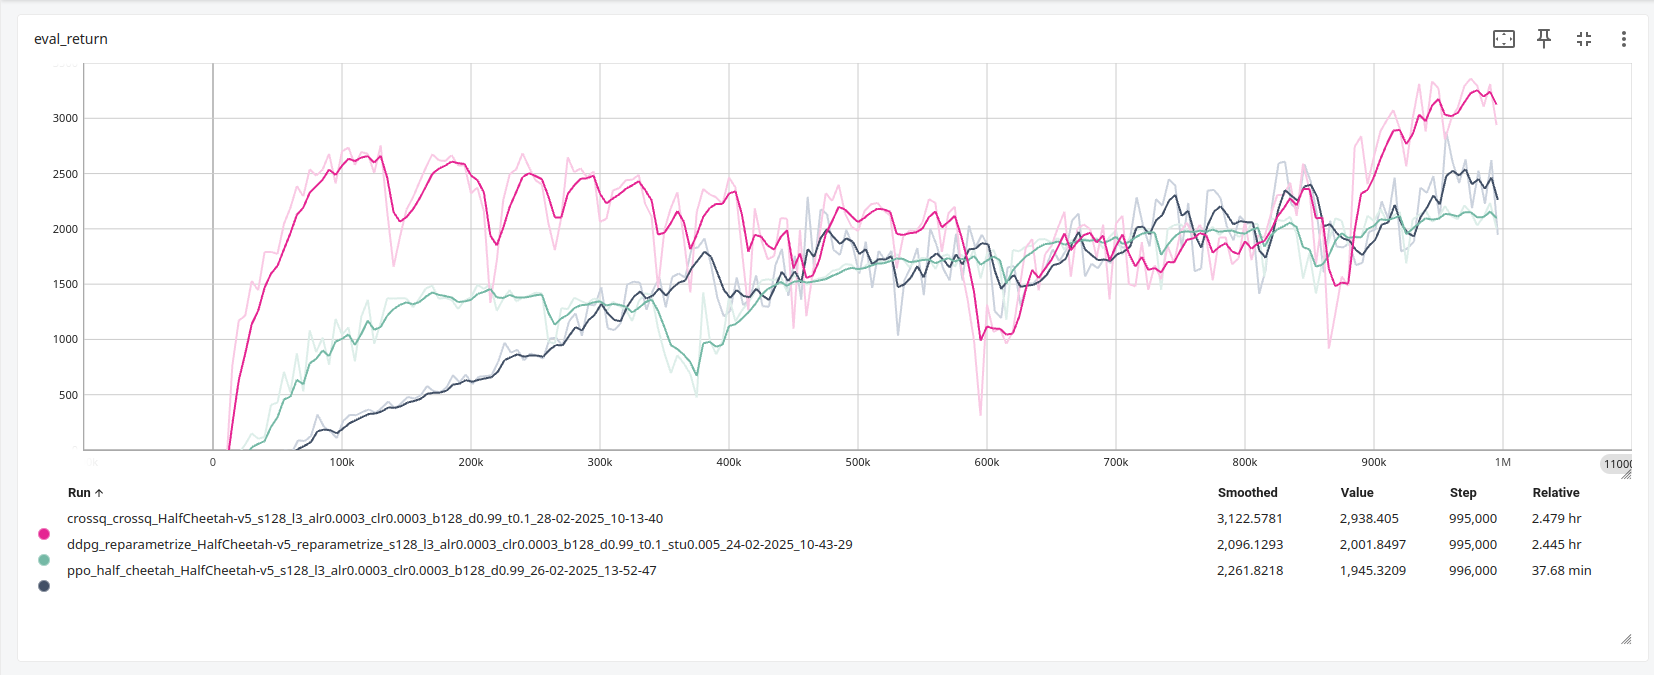 eval_return
3000
2500
2000
1500
1000
500
0 100k 200k 300k 400k 500k 600k 700k 800k 900k 1M 11000
Run ↑ Smoothed Value Step Relative
crossq_crossq_HalfCheetah-v5_s128_l3_alr0.0003_clr0.0003_b128_d0.99_t0.1_28-02-2025_10-13-40 3,122.5781 2,938.405 995,000 2.479 hr
ddpg_reparametrize_HalfCheetah-v5_reparametrize_s128_l3_alr0.0003_clr0.0003_b128_d0.99_t0.1_stu0.005_24-02-2025_10-43-29 2,096.1293 2,001.8497 995,000 2.445 hr
ppo_half_cheetah_HalfCheetah-v5_s128_l3_alr0.0003_clr0.0003_b128_d0.99_26-02-2025_13-52-47 2,261.8218 1,945.3209 996,000 37.68 min